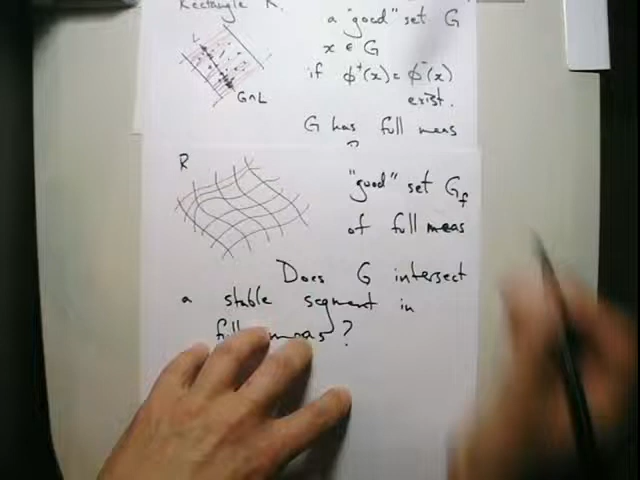 Rectangle R.
a "good" set G
x ∈ G
if ϕ⁺(x) = ϕ⁻(x)
exist.
G∩L
G has full meas
R
"good" set G_f
of full meas
Does G intersect
a stable segment in
full meas?